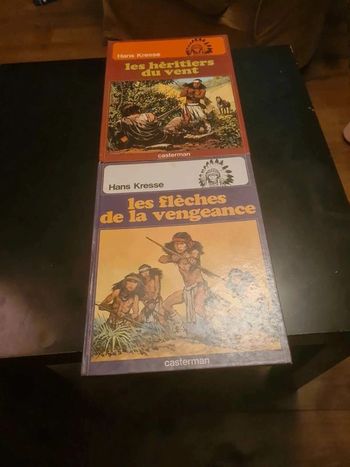 Hans Kresse
les héritiers
du vent
casterman
Hans Kresse
les flèches
de la vengeance
casterman